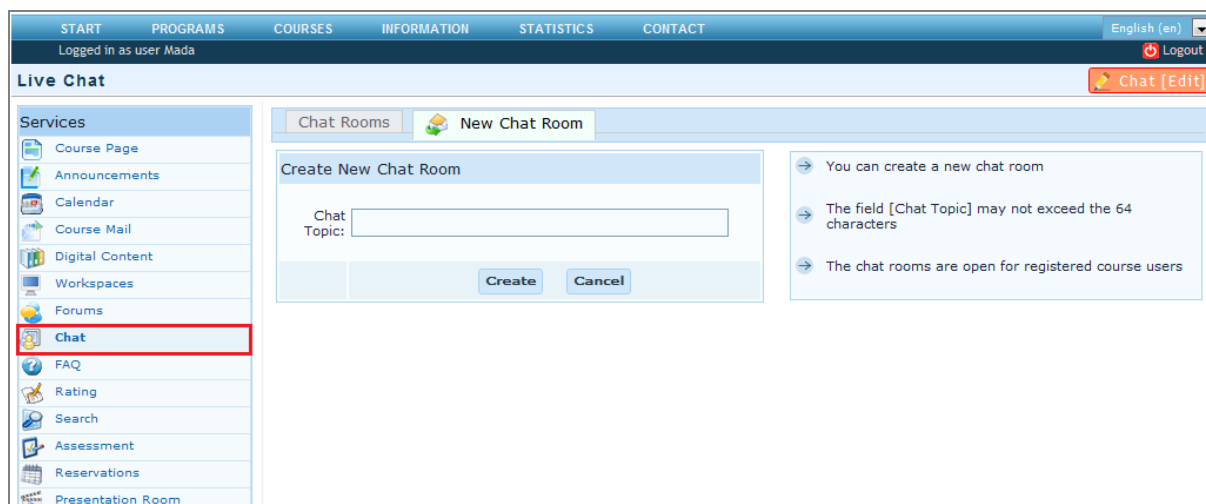 START PROGRAMS COURSES INFORMATION STATISTICS CONTACT English (en)
Logged in as user Mada Logout
Live Chat Chat [Edit]
Services
Course Page
Announcements
Calendar
Course Mail
Digital Content
Workspaces
Forums
Chat
FAQ
Rating
Search
Assessment
Reservations
Presentation Room
Chat Rooms New Chat Room
Create New Chat Room
Chat
Topic:
Create Cancel
You can create a new chat room
The field [Chat Topic] may not exceed the 64
characters
The chat rooms are open for registered course users